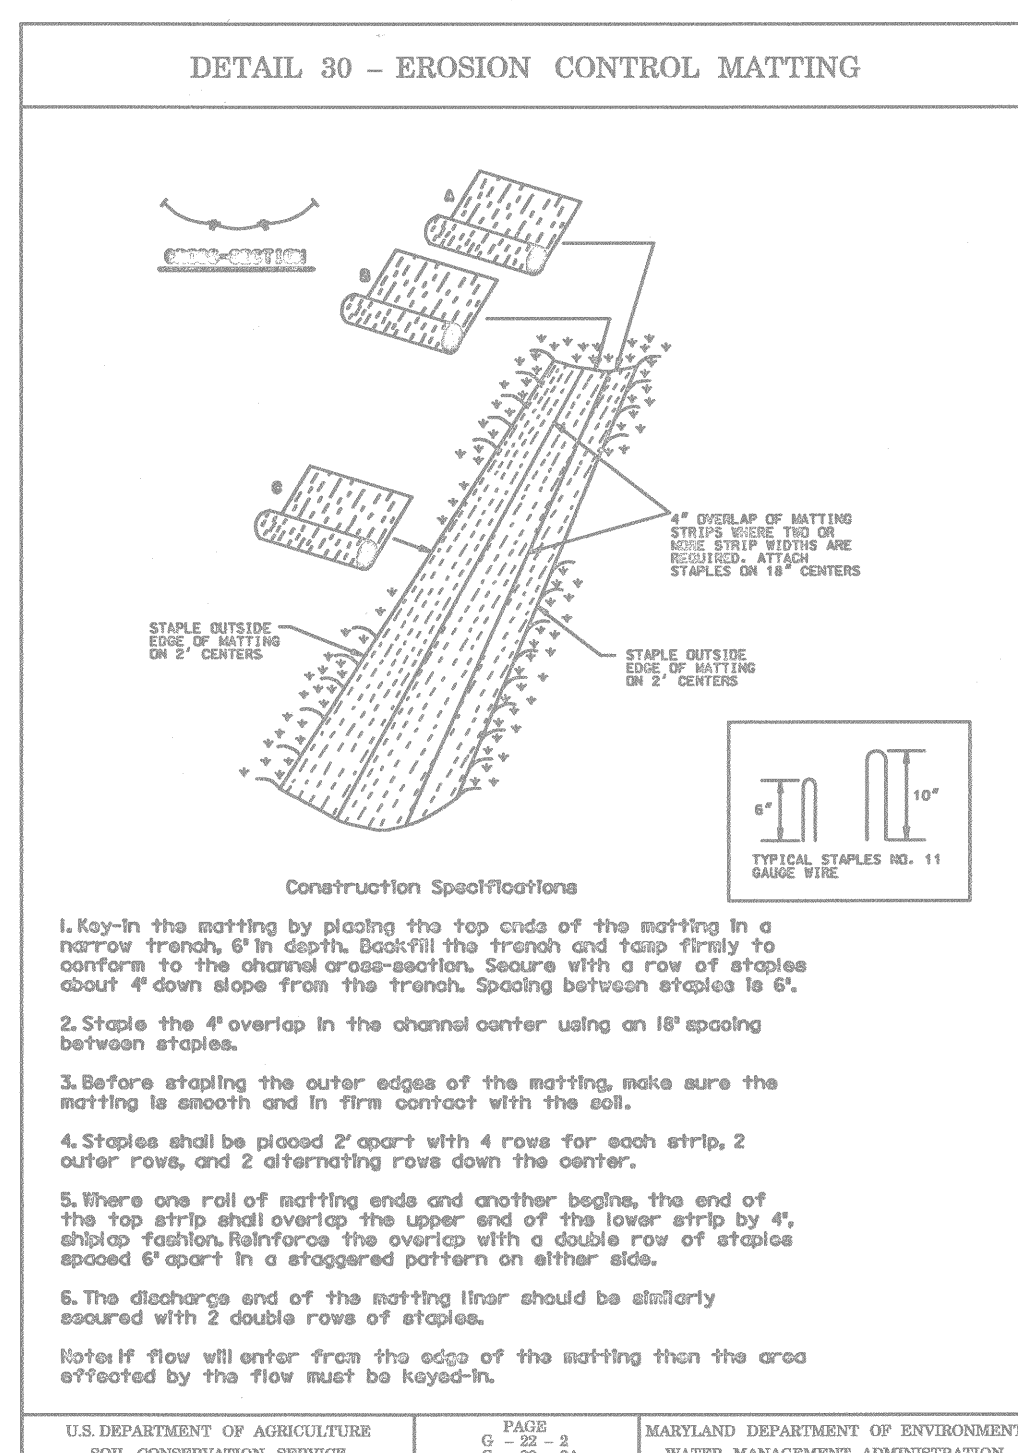 DETAIL 30 – EROSION CONTROL MATTING
A
CROSS-SECTION
B
C
4" OVERLAP OF MATTING
STRIPS WHERE TWO OR
MORE STRIP WIDTHS ARE
REQUIRED. ATTACH
STAPLES ON 18" CENTERS
STAPLE OUTSIDE
EDGE OF MATTING
ON 2' CENTERS
STAPLE OUTSIDE
EDGE OF MATTING
ON 2' CENTERS
6"
10"
TYPICAL STAPLES NO. 11
GAUGE WIRE
Construction Specifications
1. Key-in the matting by placing the top ends of the matting in a
narrow trench, 6" in depth. Backfill the trench and tamp firmly to
conform to the channel cross-section. Secure with a row of staples
about 4" down slope from the trench. Spacing between staples is 6".
2. Staple the 4" overlap in the channel center using an 18" spacing
between staples.
3. Before stapling the outer edges of the matting, make sure the
matting is smooth and in firm contact with the soil.
4. Staples shall be placed 2' apart with 4 rows for each strip, 2
outer rows, and 2 alternating rows down the center.
5. Where one roll of matting ends and another begins, the end of
the top strip shall overlap the upper end of the lower strip by 4",
shiplap fashion. Reinforce the overlap with a double row of staples
spaced 6" apart in a staggered pattern on either side.
6. The discharge end of the matting liner should be similarly
secured with 2 double rows of staples.
Note: If flow will enter from the edge of the matting then the area
effected by the flow must be keyed-in.
U.S. DEPARTMENT OF AGRICULTURE
SOIL CONSERVATION SERVICE
PAGE
G – 22 – 2
G – 22 – 2A
MARYLAND DEPARTMENT OF ENVIRONMENT
WATER MANAGEMENT ADMINISTRATION